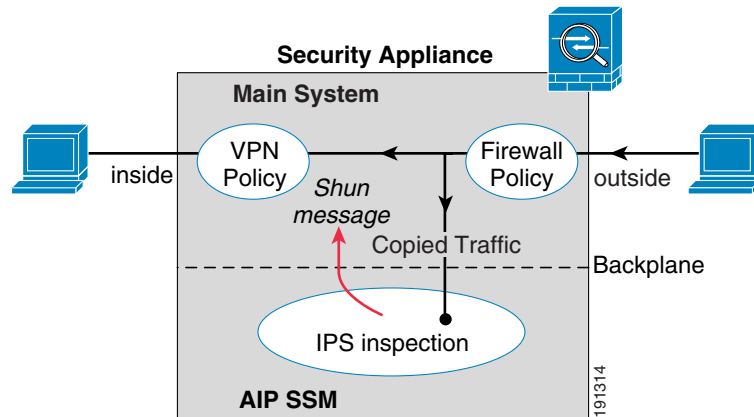 Security Appliance
Main System
VPN
Policy
Firewall
Policy
inside
outside
Shun
message
Copied Traffic
Backplane
IPS inspection
AIP SSM
191314